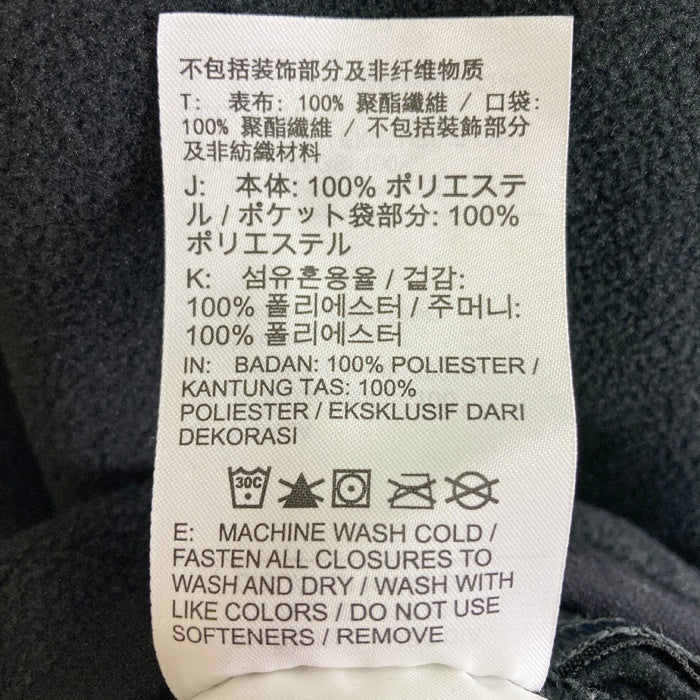 不包括装饰部分及非纤维物质
T: 表布: 100% 聚酯纖維 / 口袋:
100% 聚酯纖維 / 不包括裝飾部分
及非紡織材料
J: 本体: 100% ポリエステ
ル / ポケット袋部分: 100%
ポリエステル
K: 섬유혼용율 / 겉감:
100% 폴리에스터 / 주머니:
100% 폴리에스터
IN: BADAN: 100% POLIESTER /
KANTUNG TAS: 100%
POLIESTER / EKSKLUSIF DARI
DEKORASI
30C
E: MACHINE WASH COLD /
FASTEN ALL CLOSURES TO
WASH AND DRY / WASH WITH
LIKE COLORS / DO NOT USE
SOFTENERS / REMOVE